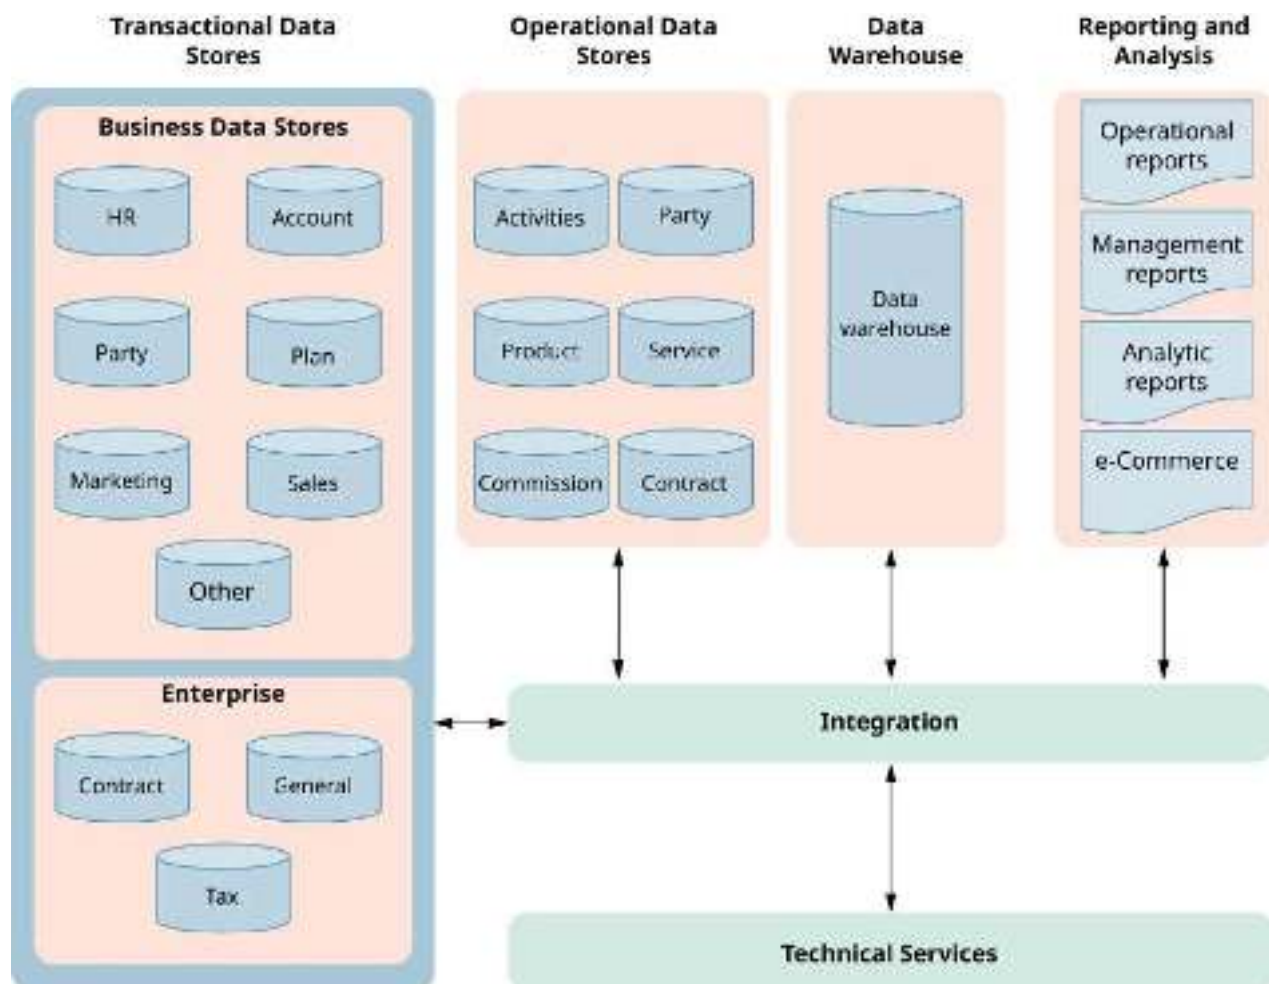 Transactional Data
Stores
Operational Data
Stores
Data
Warehouse
Reporting and
Analysis
Business Data Stores
HR
Account
Party
Plan
Marketing
Sales
Other
Enterprise
Contract
General
Tax
Activities
Party
Product
Service
Commission
Contract
Data
warehouse
Operational
reports
Management
reports
Analytic
reports
e-Commerce
Integration
Technical Services